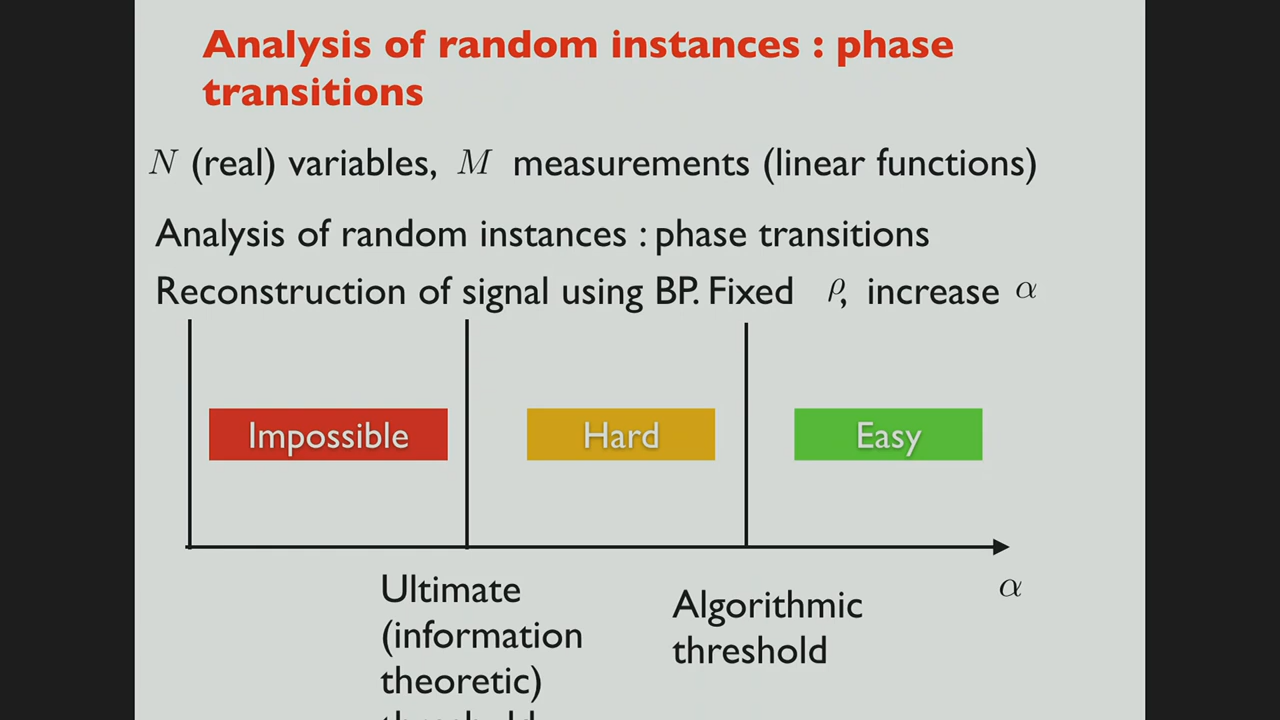 Analysis of random instances : phase
transitions
N (real) variables, M measurements (linear functions)
Analysis of random instances : phase transitions
Reconstruction of signal using BP. Fixed ρ, increase α
Impossible Hard Easy
α
Ultimate
(information
theoretic)
threshold
Algorithmic
threshold